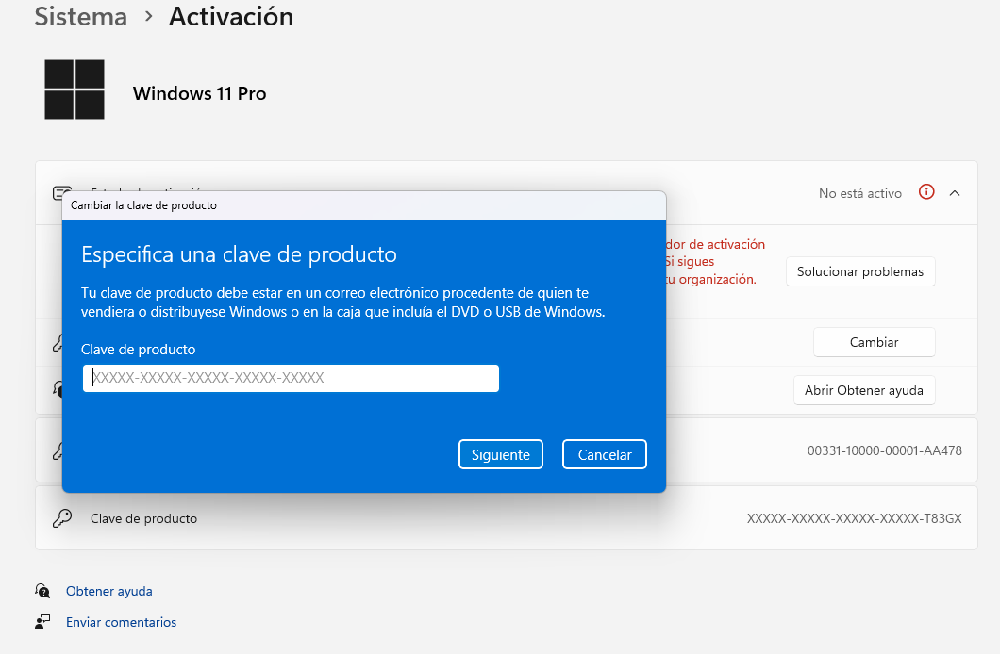 Sistema > Activación
Windows 11 Pro
No está activo
Cambiar la clave de producto
Especifica una clave de producto
dor de activación
Si sigues
tu organización.
Solucionar problemas
Tu clave de producto debe estar en un correo electrónico procedente de quien te
vendiera o distribuyese Windows o en la caja que incluía el DVD o USB de Windows.
Clave de producto
XXXXX-XXXXX-XXXXX-XXXXX-XXXXX
Cambiar
Abrir Obtener ayuda
Siguiente
Cancelar
00331-10000-00001-AA478
Clave de producto
XXXXX-XXXXX-XXXXX-XXXXX-T83GX
Obtener ayuda
Enviar comentarios